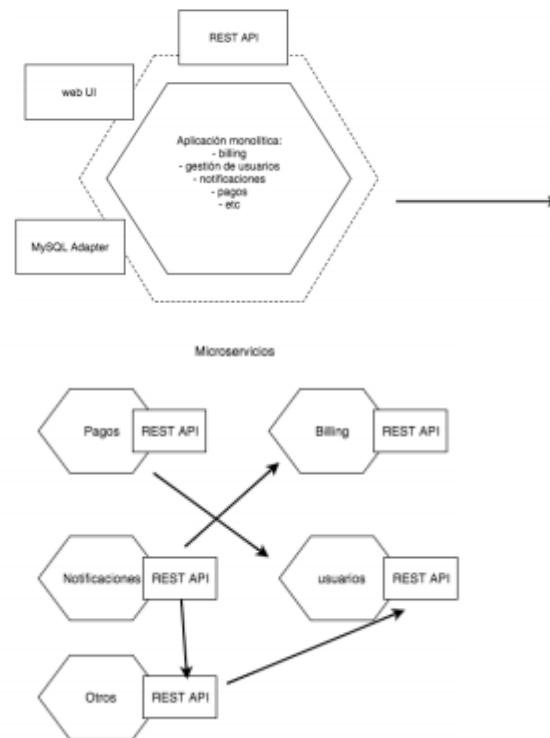 REST API
web UI
Aplicación monolítica:
- billing
- gestión de usuarios
- notificaciones
- pagos
- etc
MySQL Adapter
Microservicios
Pagos
REST API
Billing
REST API
Notificaciones
REST API
usuarios
REST API
Otros
REST API